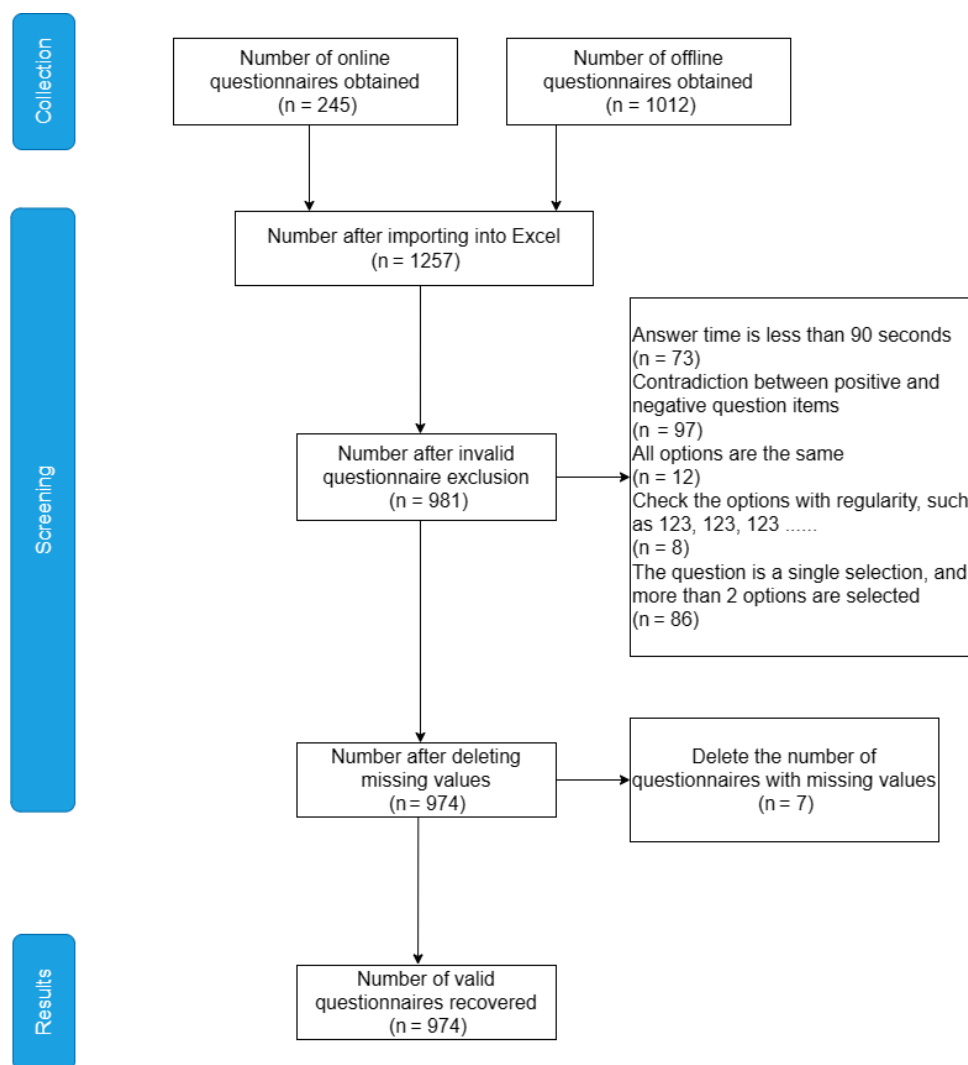 Collection
Number of online
questionnaires obtained
(n = 245)
Number of offline
questionnaires obtained
(n = 1012)
Screening
Number after importing into Excel
(n = 1257)
Number after invalid
questionnaire exclusion
(n = 981)
Answer time is less than 90 seconds
(n = 73)
Contradiction between positive and
negative question items
(n = 97)
All options are the same
(n = 12)
Check the options with regularity, such
as 123, 123, 123 ......
(n = 8)
The question is a single selection, and
more than 2 options are selected
(n = 86)
Number after deleting
missing values
(n = 974)
Delete the number of
questionnaires with missing values
(n = 7)
Results
Number of valid
questionnaires recovered
(n = 974)